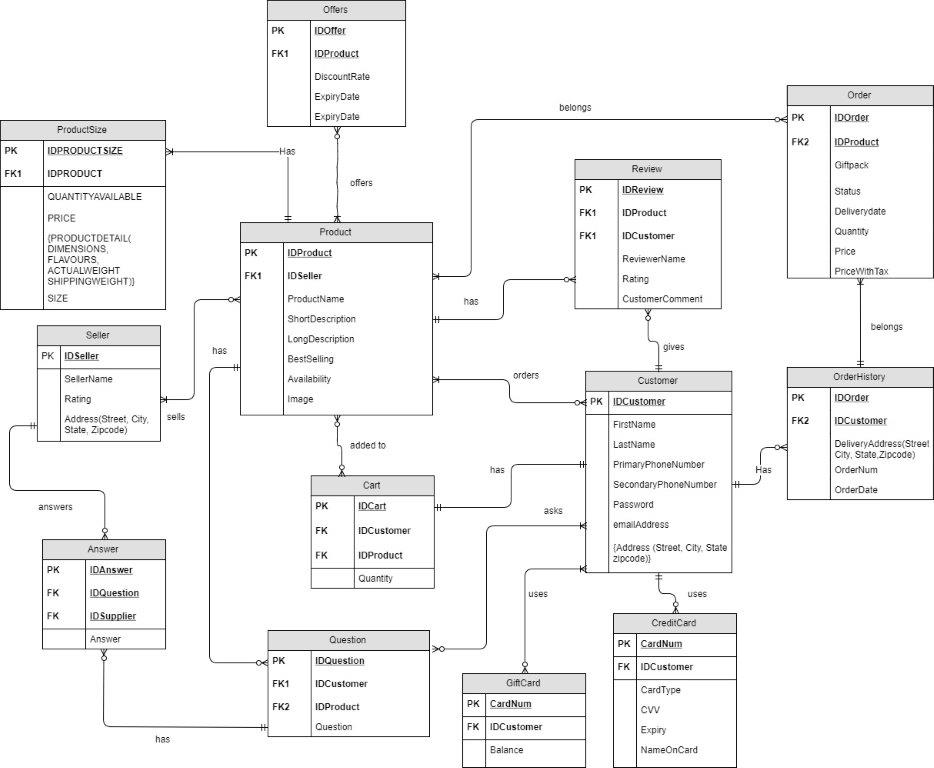 Offers
PK IDOffer
FK1 IDProduct
DiscountRate
ExpiryDate
ExpiryDate
belongs
Order
PK IDOrder
FK2 IDProduct
Giftpack
Status
Deliverydate
Quantity
Price
PriceWithTax
ProductSize
PK IDPRODUCTSIZE
FK1 IDPRODUCT
QUANTITYAVAILABLE
PRICE
{PRODUCTDETAIL(
DIMENSIONS,
FLAVOURS,
ACTUALWEIGHT
SHIPPINGWEIGHT)}
SIZE
Has
offers
Review
PK IDReview
FK1 IDProduct
FK1 IDCustomer
ReviewerName
Rating
CustomerComment
Product
PK IDProduct
FK1 IDSeller
ProductName
ShortDescription
LongDescription
BestSelling
Availability
Image
has
gives
belongs
Seller
PK IDSeller
SellerName
Rating
Address(Street, City,
State, Zipcode)
sells
has
orders
Customer
PK IDCustomer
FirstName
LastName
PrimaryPhoneNumber
SecondaryPhoneNumber
Password
emailAddress
{Address (Street, City, State
zipcode)}
OrderHistory
PK IDOrder
FK2 IDCustomer
DeliveryAddress(Street
City, State,Zipcode)
OrderNum
OrderDate
Has
added to
has
Cart
PK IDCart
FK IDCustomer
FK IDProduct
Quantity
asks
answers
Answer
PK IDAnswer
FK IDQuestion
FK IDSupplier
Answer
has
uses
uses
Question
PK IDQuestion
FK1 IDCustomer
FK2 IDProduct
Question
GiftCard
PK CardNum
FK IDCustomer
Balance
CreditCard
PK CardNum
FK IDCustomer
CardType
CVV
Expiry
NameOnCard